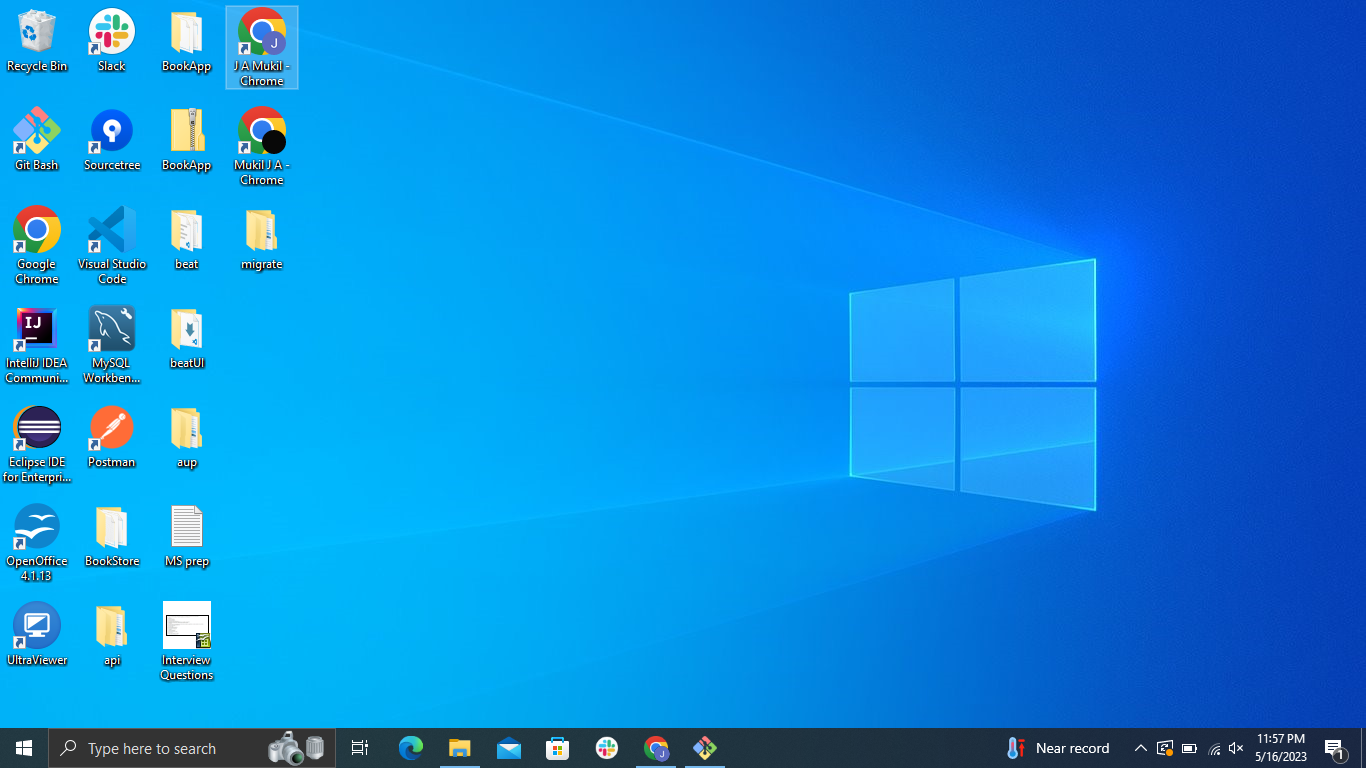 Recycle Bin
Slack
BookApp
J A Mukil -
Chrome
J
Git Bash
Sourcetree
BookApp
Mukil J A -
Chrome
Google
Chrome
Visual Studio
Code
beat
migrate
IJ
IntelliJ IDEA
Communi...
MySQL
Workben...
beatUI
Eclipse IDE
for Enterpri...
Postman
aup
OpenOffice
4.1.13
BookStore
MS prep
UltraViewer
api
Interview
Questions
Type here to search
J
Near record
11:57 PM
5/16/2023
1